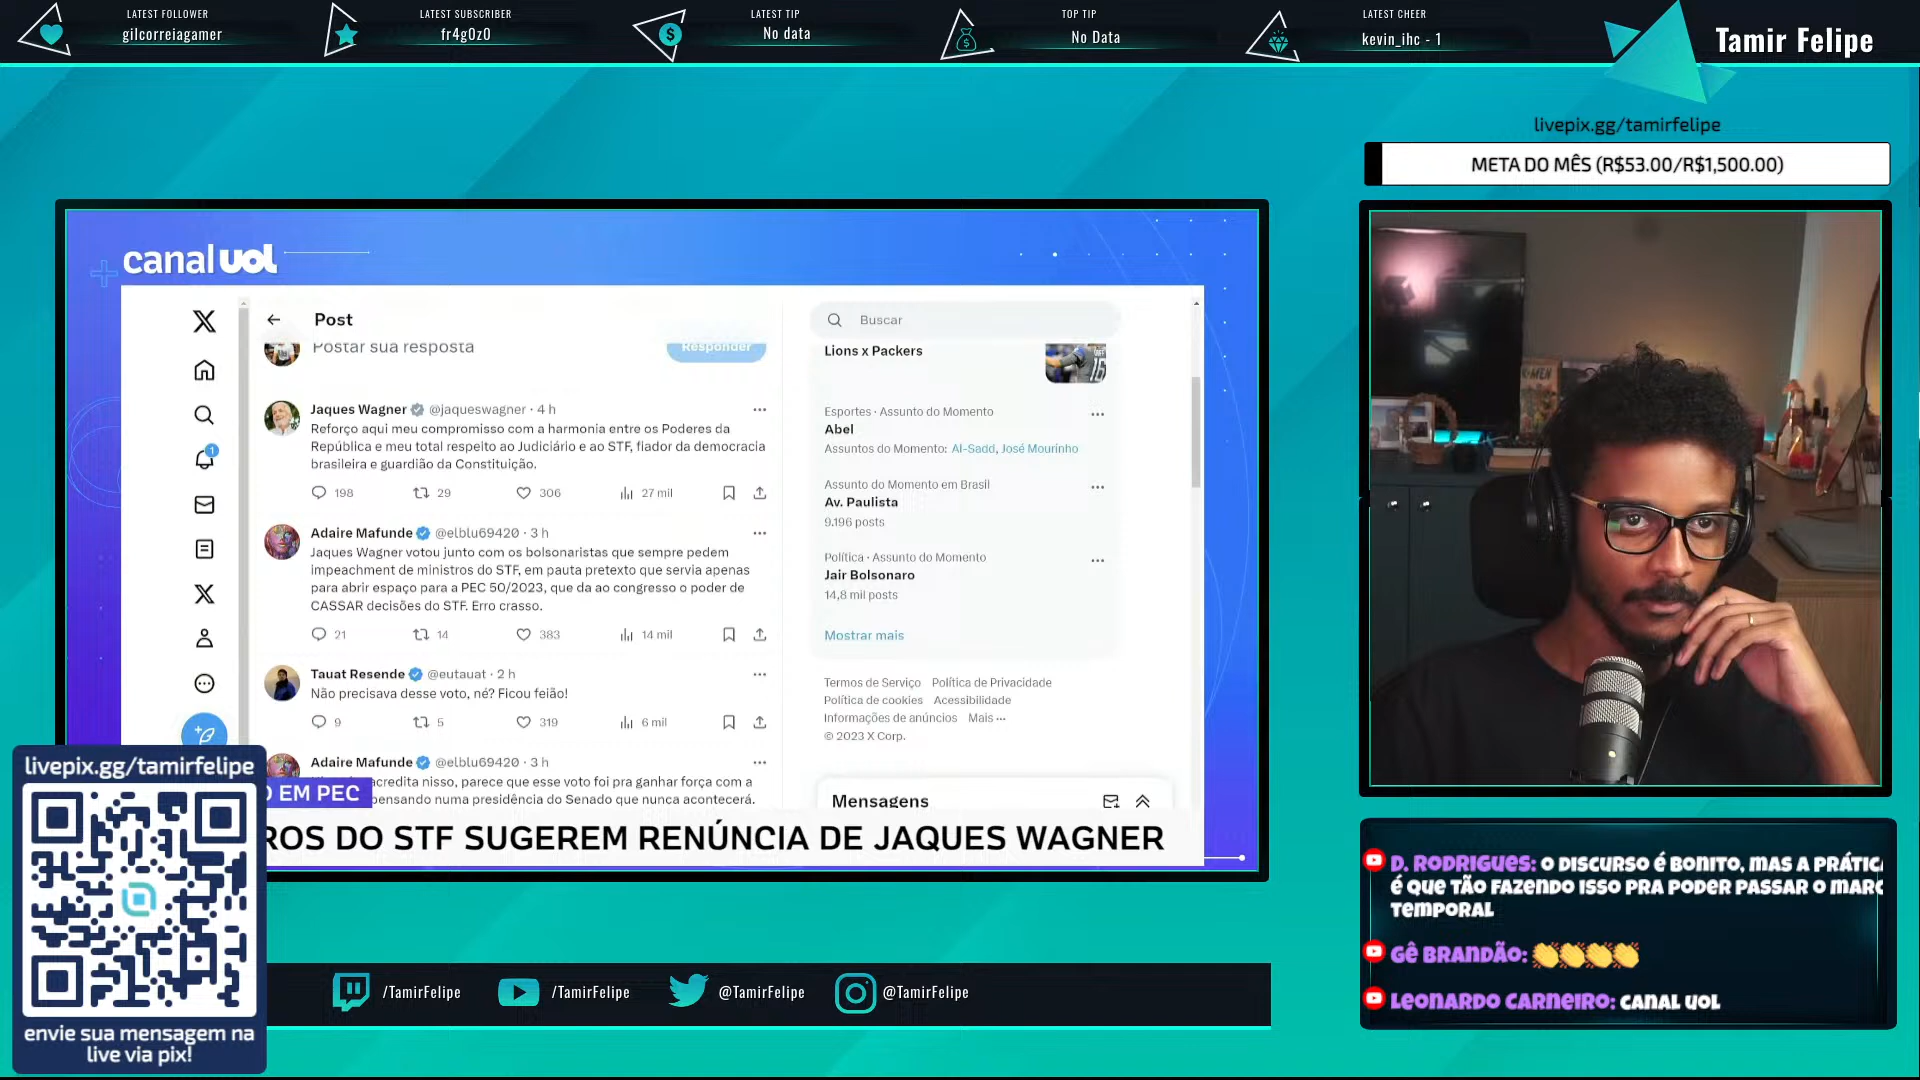 LATEST FOLLOWER
gilcorreiagamer
LATEST SUBSCRIBER
fr4g0z0
LATEST TIP
No data
TOP TIP
No Data
LATEST CHEER
kevin_ihc - 1
Tamir Felipe
livepix.gg/tamirfelipe
META DO MÊS (R$53.00/R$1,500.00)
canal uol
Post
Postar sua resposta
Responder
Jaques Wagner @jaqueswagner · 4 h
Reforço aqui meu compromisso com a harmonia entre os Poderes da
República e meu total respeito ao Judiciário e ao STF, fiador da democracia
brasileira e guardião da Constituição.
198 29 306 27 mil
Adaire Mafunde @elblu69420 · 3 h
Jaques Wagner votou junto com os bolsonaristas que sempre pedem
impeachment de ministros do STF, em pauta pretexto que servia apenas
para abrir espaço para a PEC 50/2023, que da ao congresso o poder de
CASSAR decisões do STF. Erro crasso.
21 14 383 14 mil
Tauat Resende @eutauat · 2 h
Não precisava desse voto, né? Ficou feião!
9 5 319 6 mil
Adaire Mafunde @elblu69420 · 3 h
acredita nisso, parece que esse voto foi pra ganhar força com a
pensando numa presidência do Senado que nunca acontecerá.
Buscar
Lions x Packers
Esportes · Assunto do Momento
Abel
Assuntos do Momento: Al-Sadd, José Mourinho
Assunto do Momento em Brasil
Av. Paulista
9.196 posts
Política · Assunto do Momento
Jair Bolsonaro
14,8 mil posts
Mostrar mais
Termos de Serviço Política de Privacidade
Política de cookies Acessibilidade
Informações de anúncios Mais ···
© 2023 X Corp.
Mensagens
O EM PEC
ROS DO STF SUGEREM RENÚNCIA DE JAQUES WAGNER
livepix.gg/tamirfelipe
envie sua mensagem na
live via pix!
/TamirFelipe
/TamirFelipe
@TamirFelipe
@TamirFelipe
D. RODRIGUES: O DISCURSO É BONITO, MAS A PRÁTIC
É QUE TÃO FAZENDO ISSO PRA PODER PASSAR O MARC
TEMPORAL
GÊ BRANDÃO: 👏👏👏👏
LEONARDO CARNEIRO: CANAL UOL